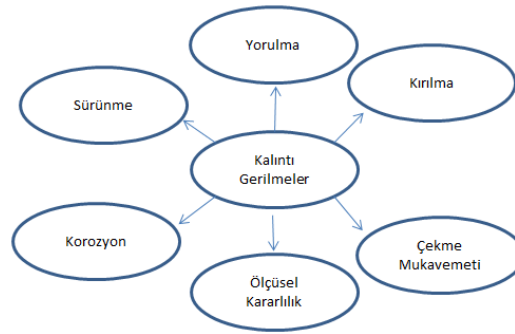 Yorulma
Kırılma
Sürünme
Kalıntı
Gerilmeler
Korozyon
Çekme
Mukavemeti
Ölçüsel
Kararlılık